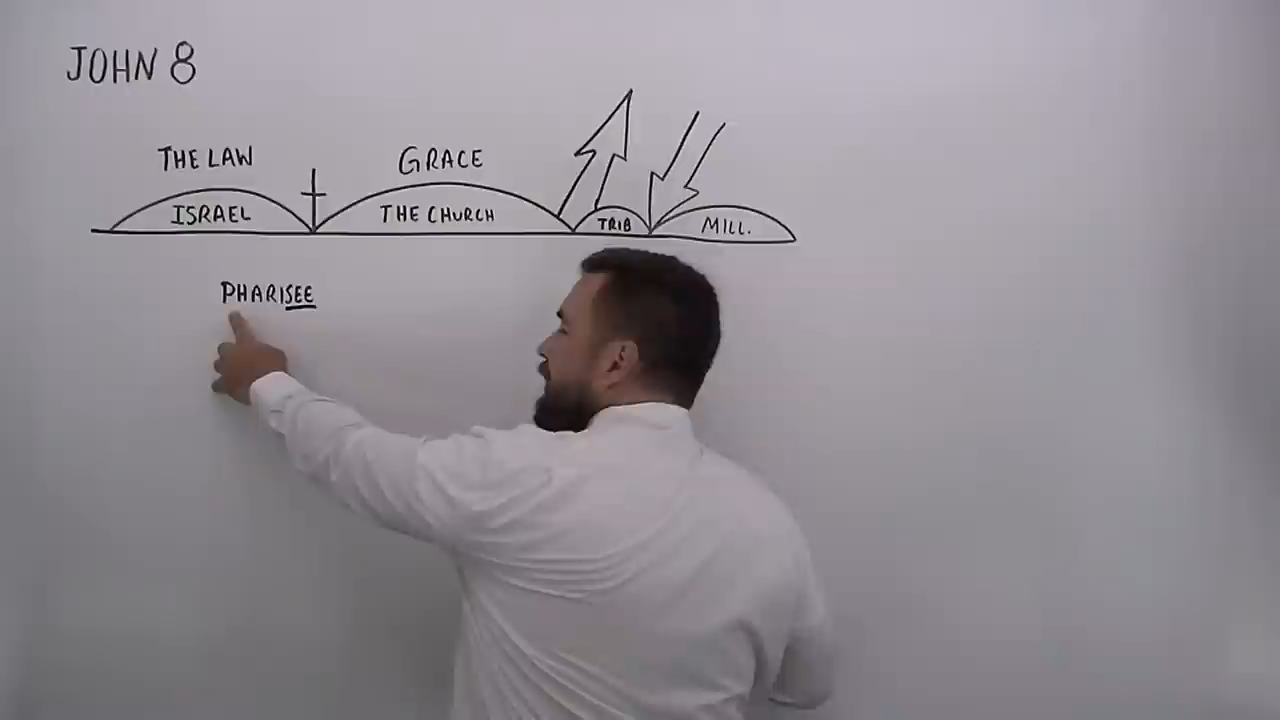 JOHN 8
THE LAW GRACE
ISRAEL THE CHURCH TRIB MILL.
PHARISEE